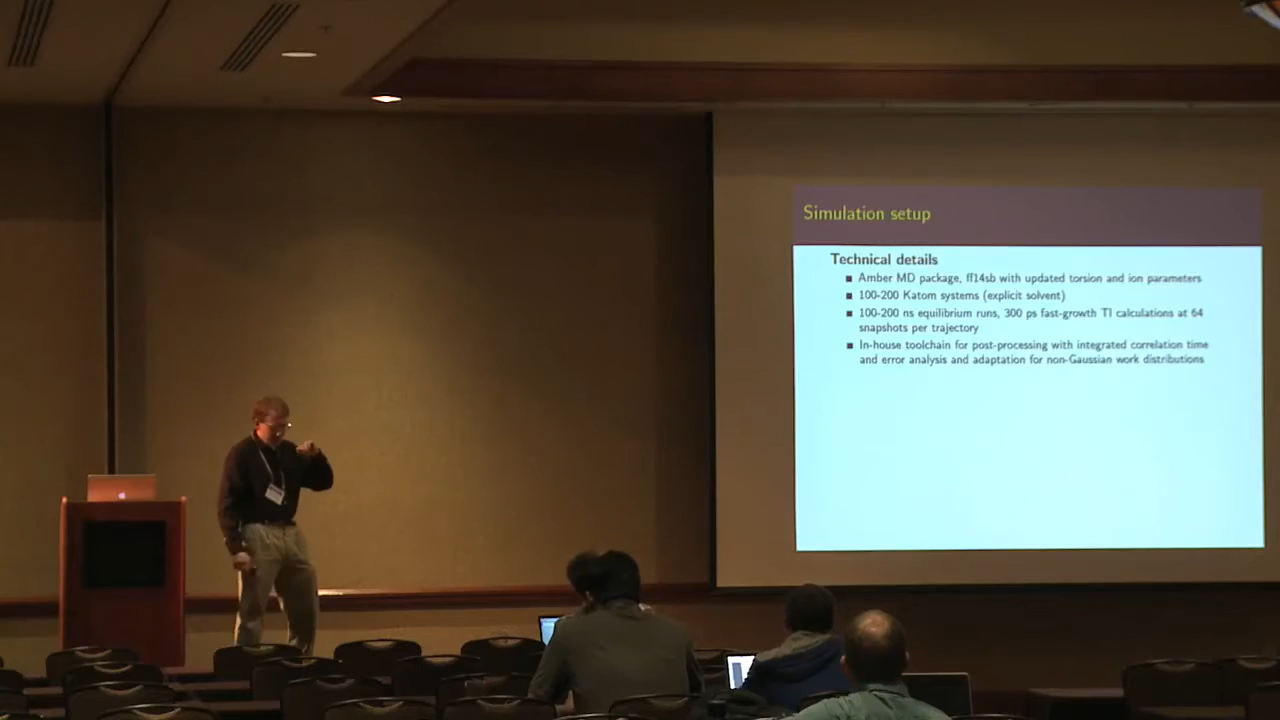 Simulation setup
Technical details
Amber MD package, ff14sb with updated torsion and ion parameters
100-200 Katom systems (explicit solvent)
100-200 ns equilibrium runs, 300 ps fast-growth TI calculations at 64
snapshots per trajectory
In-house toolchain for post-processing with integrated correlation time
and error analysis and adaptation for non-Gaussian work distributions